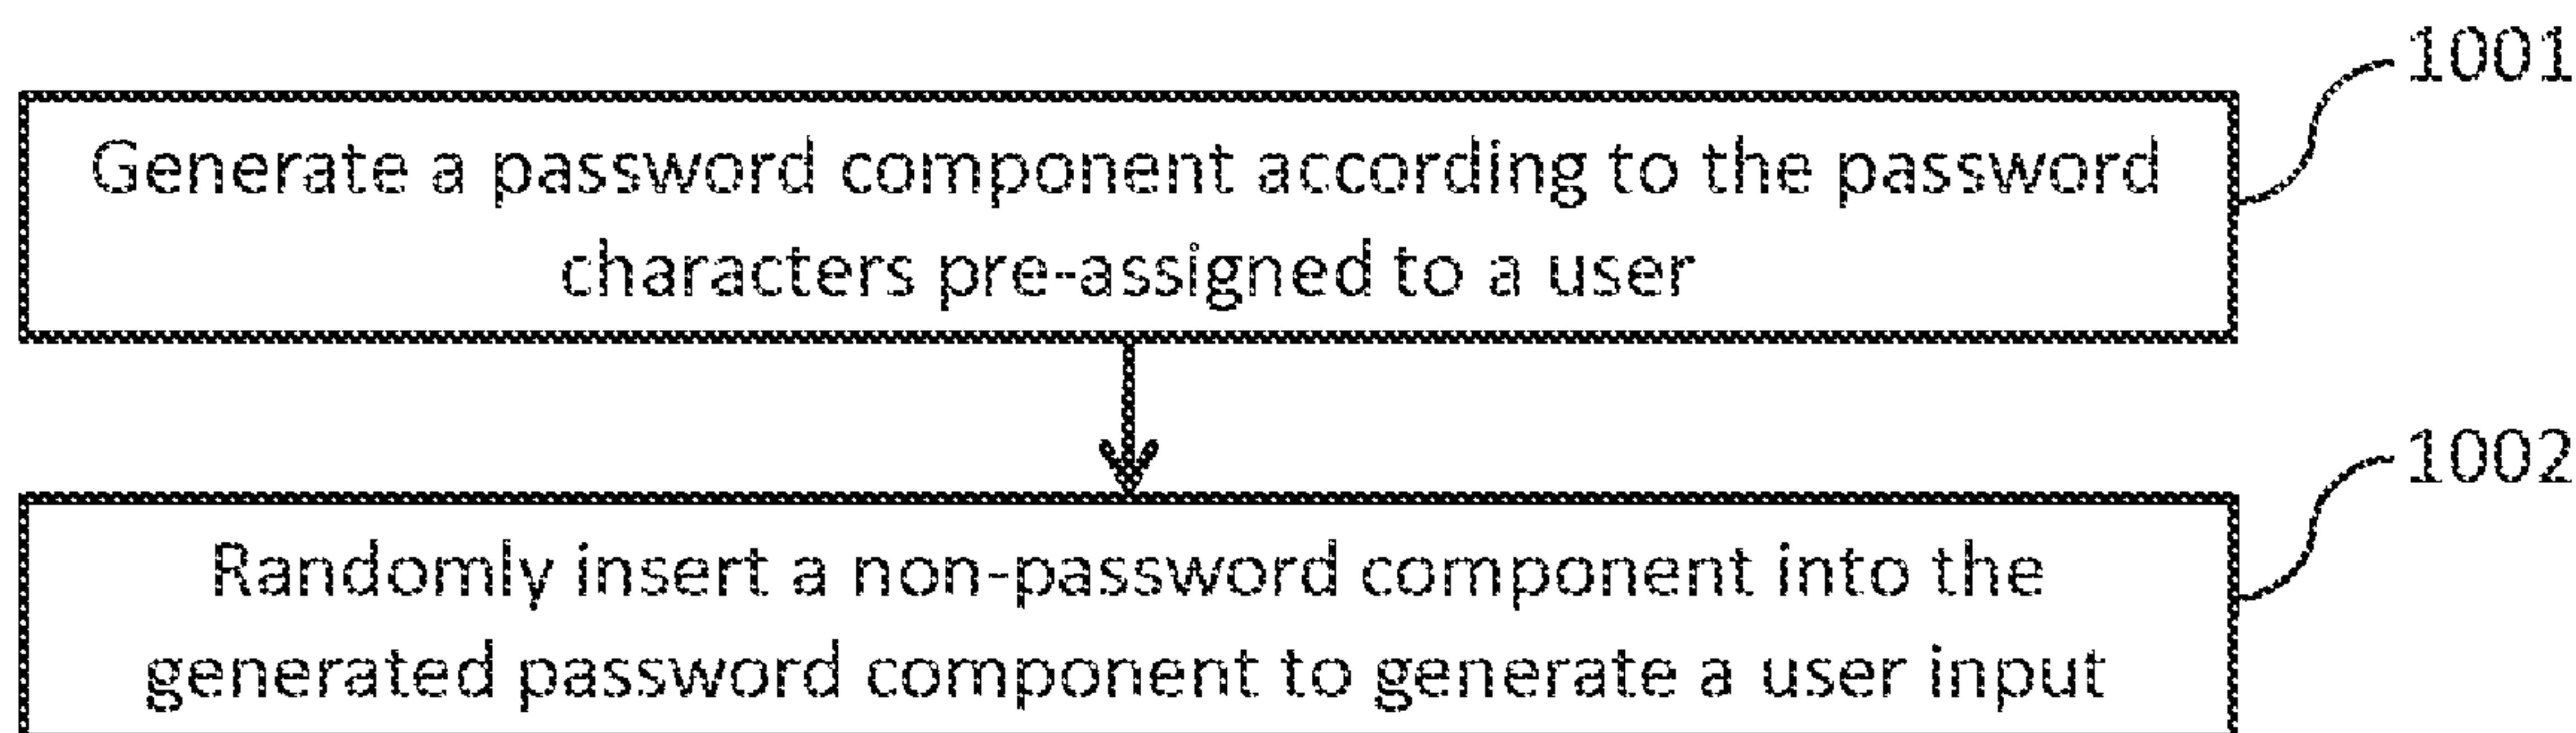 1001
Generate a password component according to the password
characters pre-assigned to a user
1002
Randomly insert a non-password component into the
generated password component to generate a user input